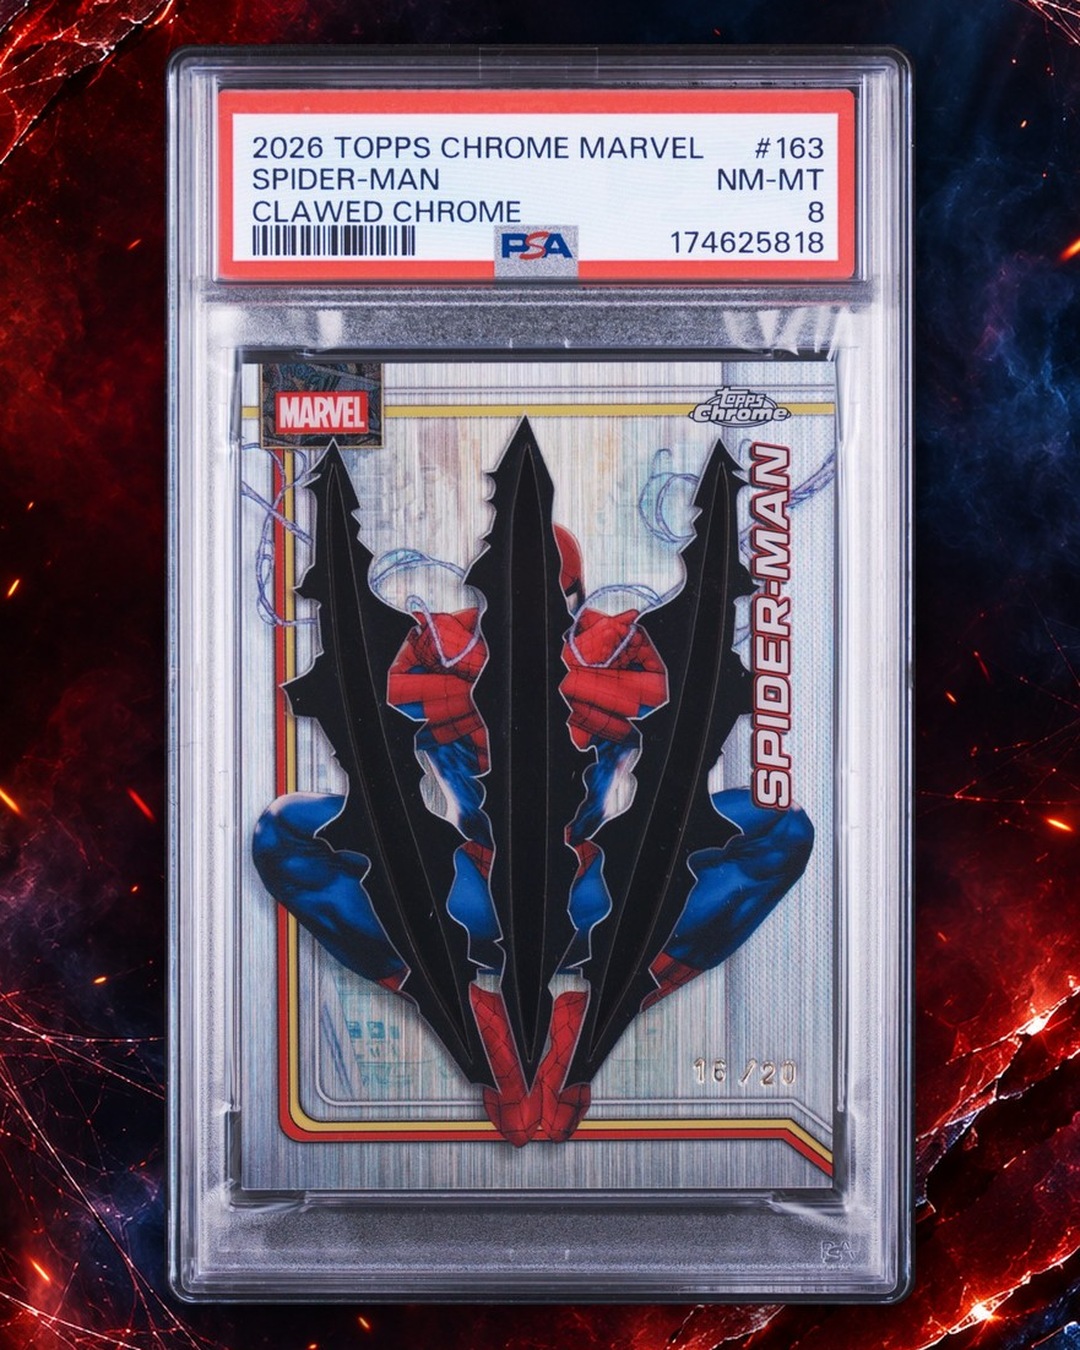 2026 TOPPS CHROME MARVEL #163
SPIDER-MAN NM-MT
CLAWED CHROME 8
PSA 174625818
MARVEL
Topps
Chrome
SPIDER-MAN
16/20
PSA